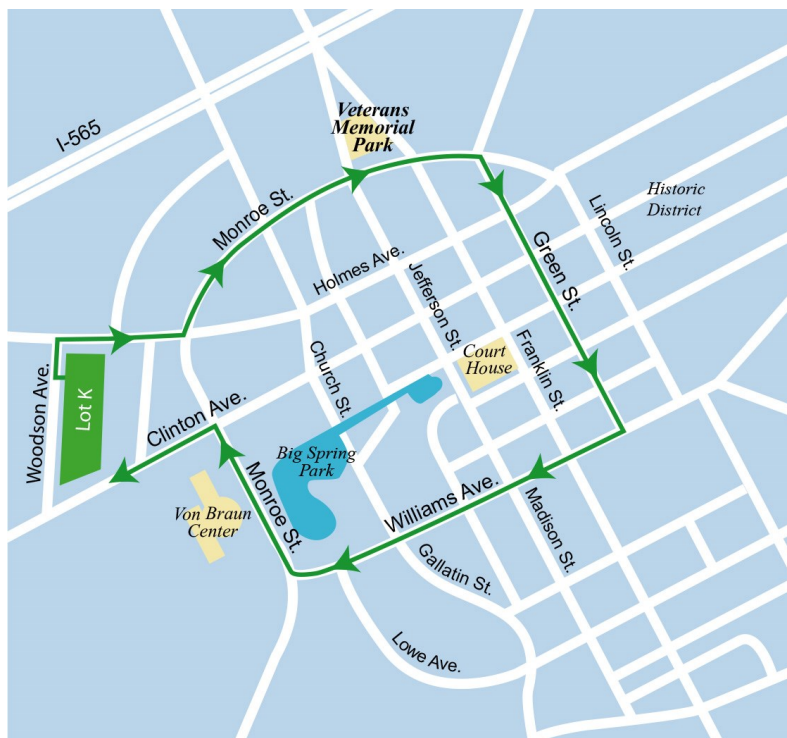 I-565
Veterans
Memorial
Park
Monroe St.
Historic
District
Lincoln St.
Green St.
Holmes Ave.
Jefferson St.
Franklin St.
Court
House
Church St.
Woodson Ave.
Lot K
Clinton Ave.
Big Spring
Park
Von Braun
Center
Monroe St.
Williams Ave.
Madison St.
Gallatin St.
Lowe Ave.